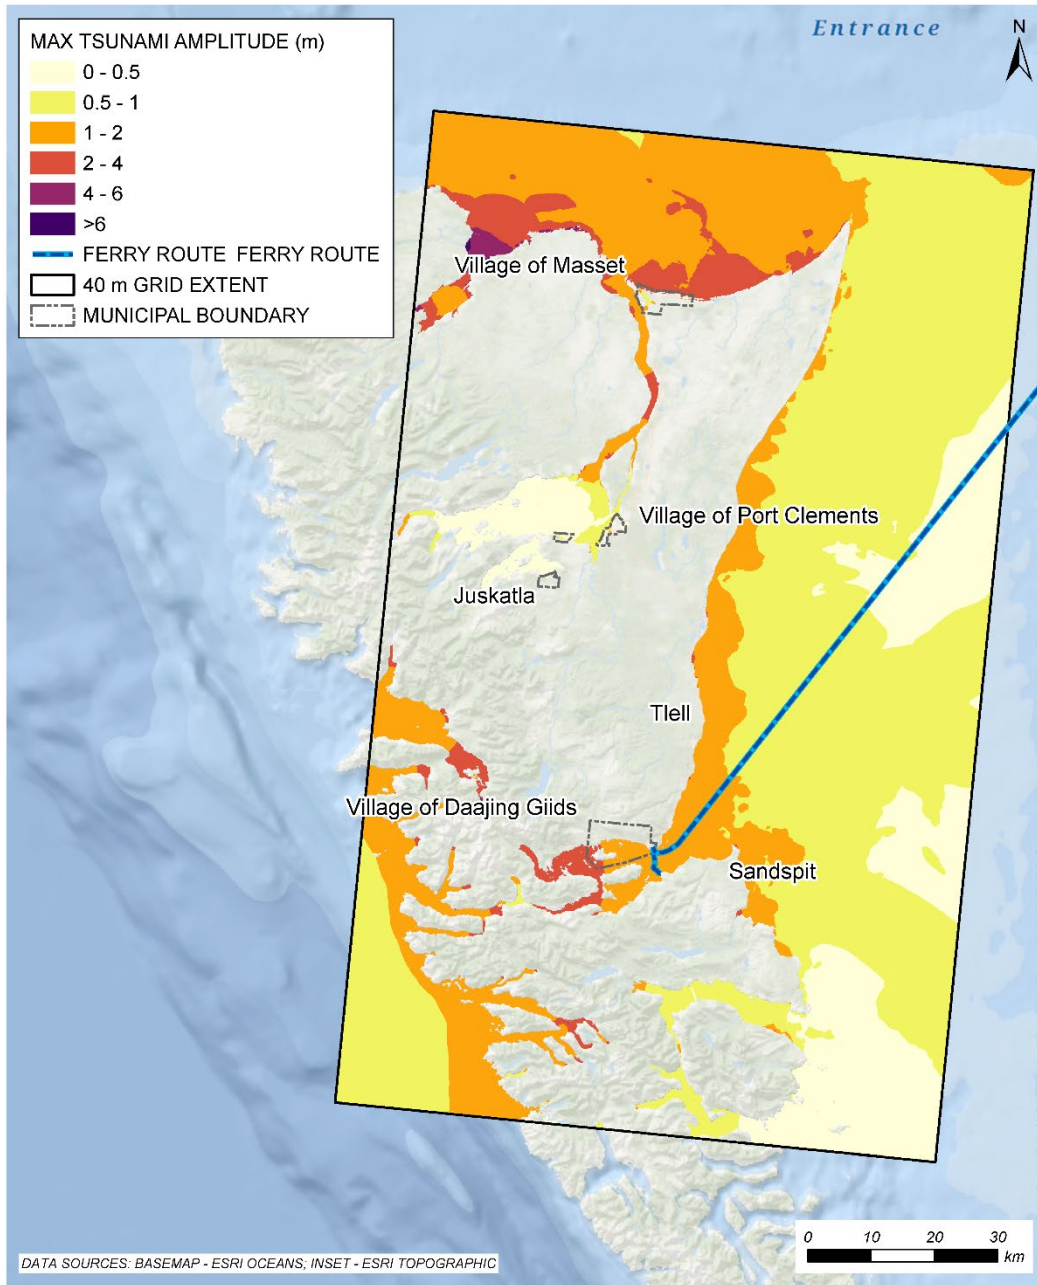 Entrance
N
MAX TSUNAMI AMPLITUDE (m)
0 - 0.5
0.5 - 1
1 - 2
2 - 4
4 - 6
>6
FERRY ROUTE FERRY ROUTE
40 m GRID EXTENT
MUNICIPAL BOUNDARY
Village of Masset
Village of Port Clements
Juskatla
Tlell
Village of Daajing Giids
Sandspit
0 10 20 30
km
DATA SOURCES: BASEMAP - ESRI OCEANS; INSET - ESRI TOPOGRAPHIC